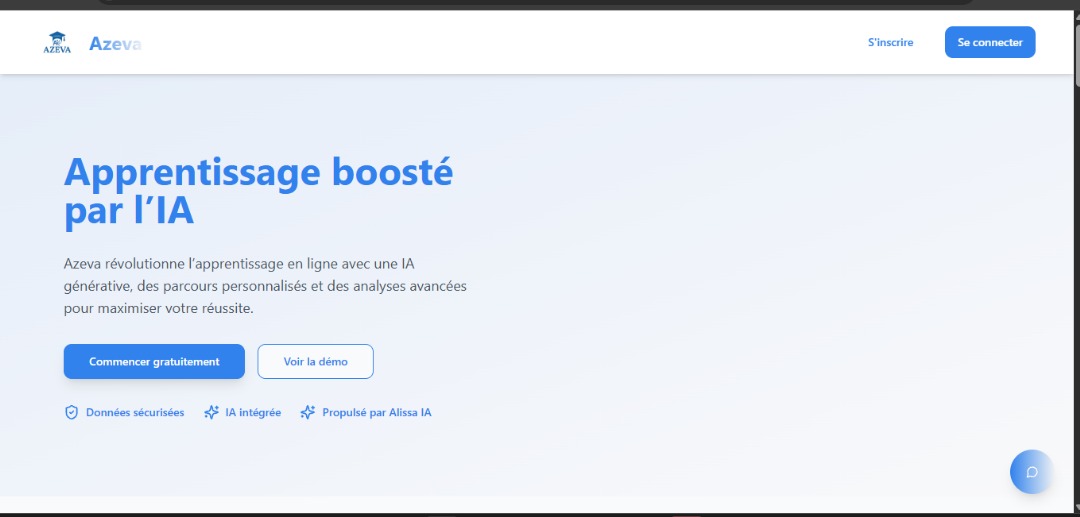 AZEVA
Azeva
S'inscrire
Se connecter
Apprentissage boosté
par l’IA
Azeva révolutionne l’apprentissage en ligne avec une IA
générative, des parcours personnalisés et des analyses avancées
pour maximiser votre réussite.
Commencer gratuitement
Voir la démo
Données sécurisées
IA intégrée
Propulsé par Alissa IA